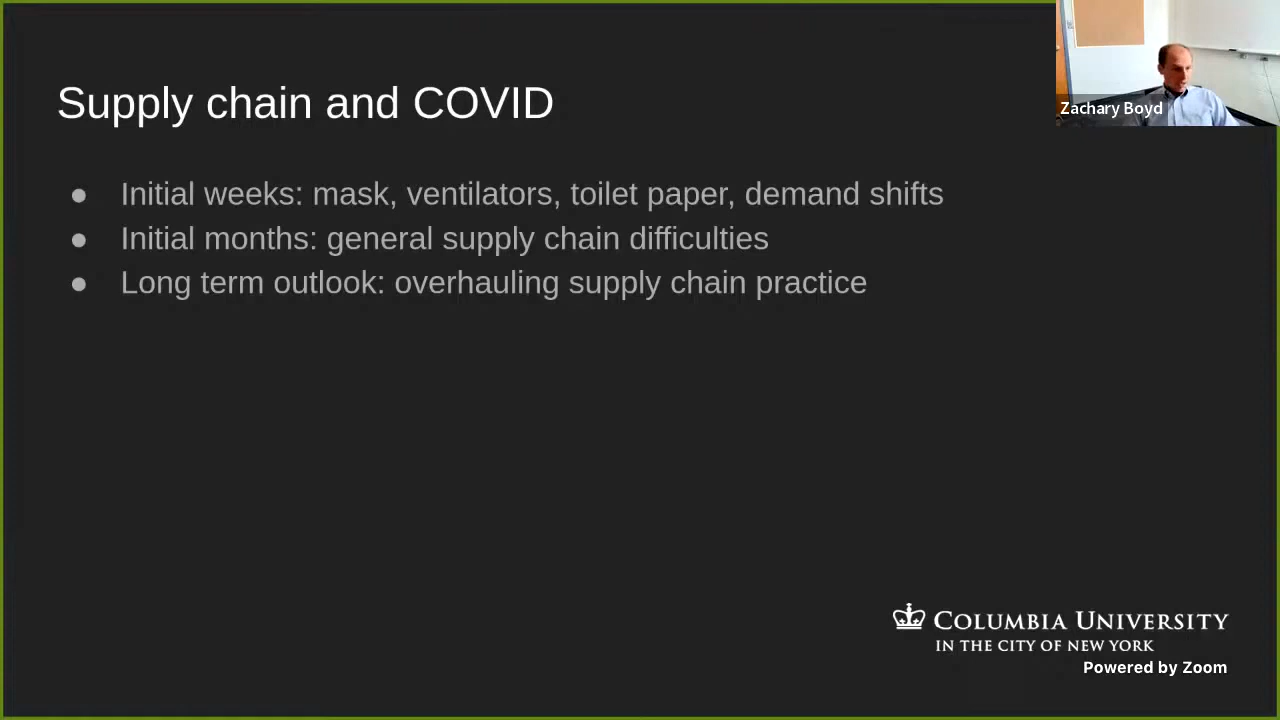 Supply chain and COVID
Zachary Boyd
● Initial weeks: mask, ventilators, toilet paper, demand shifts
● Initial months: general supply chain difficulties
● Long term outlook: overhauling supply chain practice
COLUMBIA UNIVERSITY
IN THE CITY OF NEW YORK
Powered by Zoom